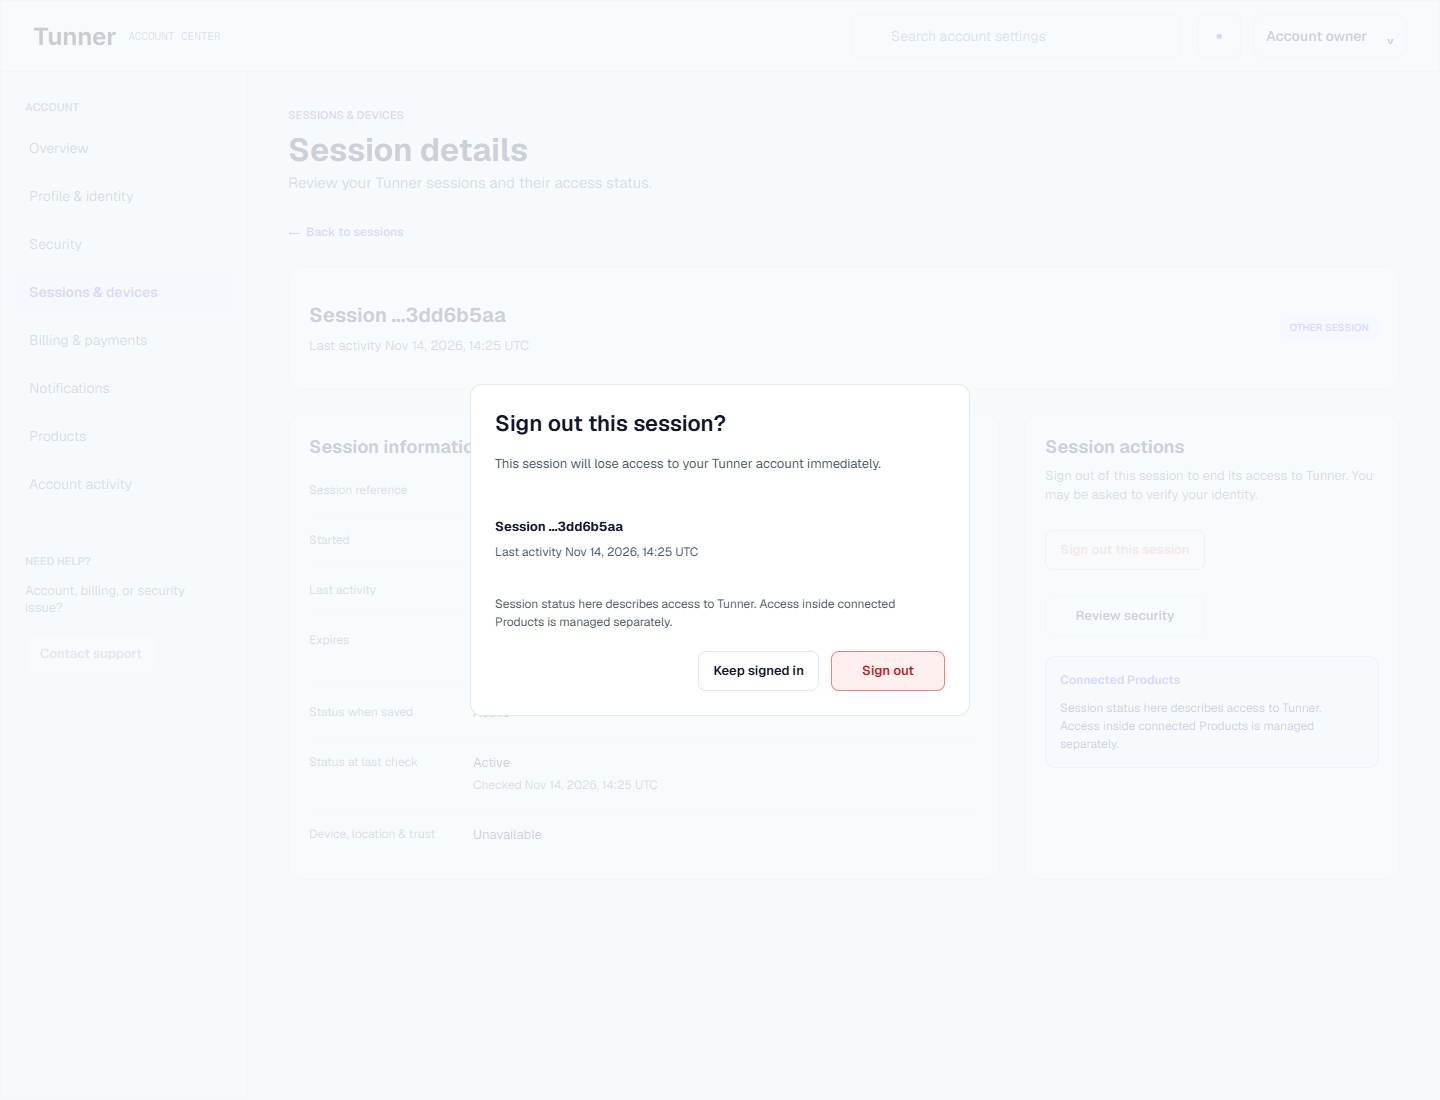 Tunner ACCOUNT CENTER
Search account settings
Account owner
ACCOUNT
Overview
Profile & identity
Security
Sessions & devices
Billing & payments
Notifications
Products
Account activity
NEED HELP?
Account, billing, or security
issue?
Contact support
SESSIONS & DEVICES
Session details
Review your Tunner sessions and their access status.
← Back to sessions
Session ...3dd6b5aa
Last activity Nov 14, 2026, 14:25 UTC
OTHER SESSION
Session reference
Started
Last activity
Expires
Status when saved
Status at last check
Active
Checked Nov 14, 2026, 14:25 UTC
Device, location & trust
Unavailable
Sign out this session?
This session will lose access to your Tunner account immediately.
Session ...3dd6b5aa
Last activity Nov 14, 2026, 14:25 UTC
Session status here describes access to Tunner. Access inside connected
Products is managed separately.
Keep signed in
Sign out
Session actions
Sign out of this session to end its access to Tunner. You
may be asked to verify your identity.
Sign out this session
Review security
Connected Products
Session status here describes access to Tunner.
Access inside connected Products is managed
separately.